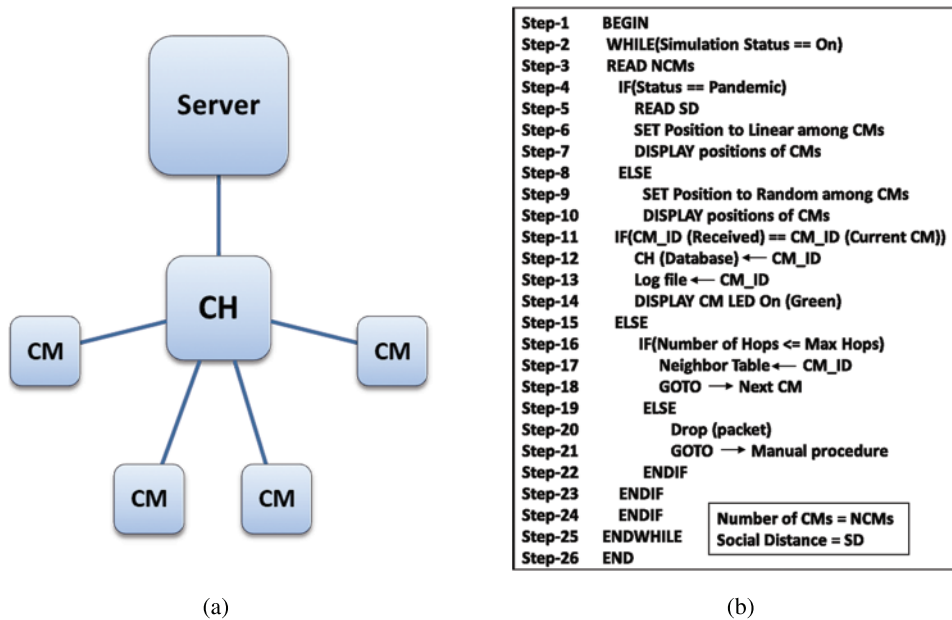 Server
CH
CM
CM
CM
CM
(a)
Step-1 BEGIN
Step-2 WHILE(Simulation Status == On)
Step-3 READ NCMs
Step-4 IF(Status == Pandemic)
Step-5 READ SD
Step-6 SET Position to Linear among CMs
Step-7 DISPLAY positions of CMs
Step-8 ELSE
Step-9 SET Position to Random among CMs
Step-10 DISPLAY positions of CMs
Step-11 IF(CM_ID (Received) == CM_ID (Current CM))
Step-12 CH (Database) ← CM_ID
Step-13 Log file ← CM_ID
Step-14 DISPLAY CM LED On (Green)
Step-15 ELSE
Step-16 IF(Number of Hops <= Max Hops)
Step-17 Neighbor Table ← CM_ID
Step-18 GOTO → Next CM
Step-19 ELSE
Step-20 Drop (packet)
Step-21 GOTO → Manual procedure
Step-22 ENDIF
Step-23 ENDIF
Step-24 ENDIF
Step-25 ENDWHILE
Step-26 END
Number of CMs = NCMs
Social Distance = SD
(b)